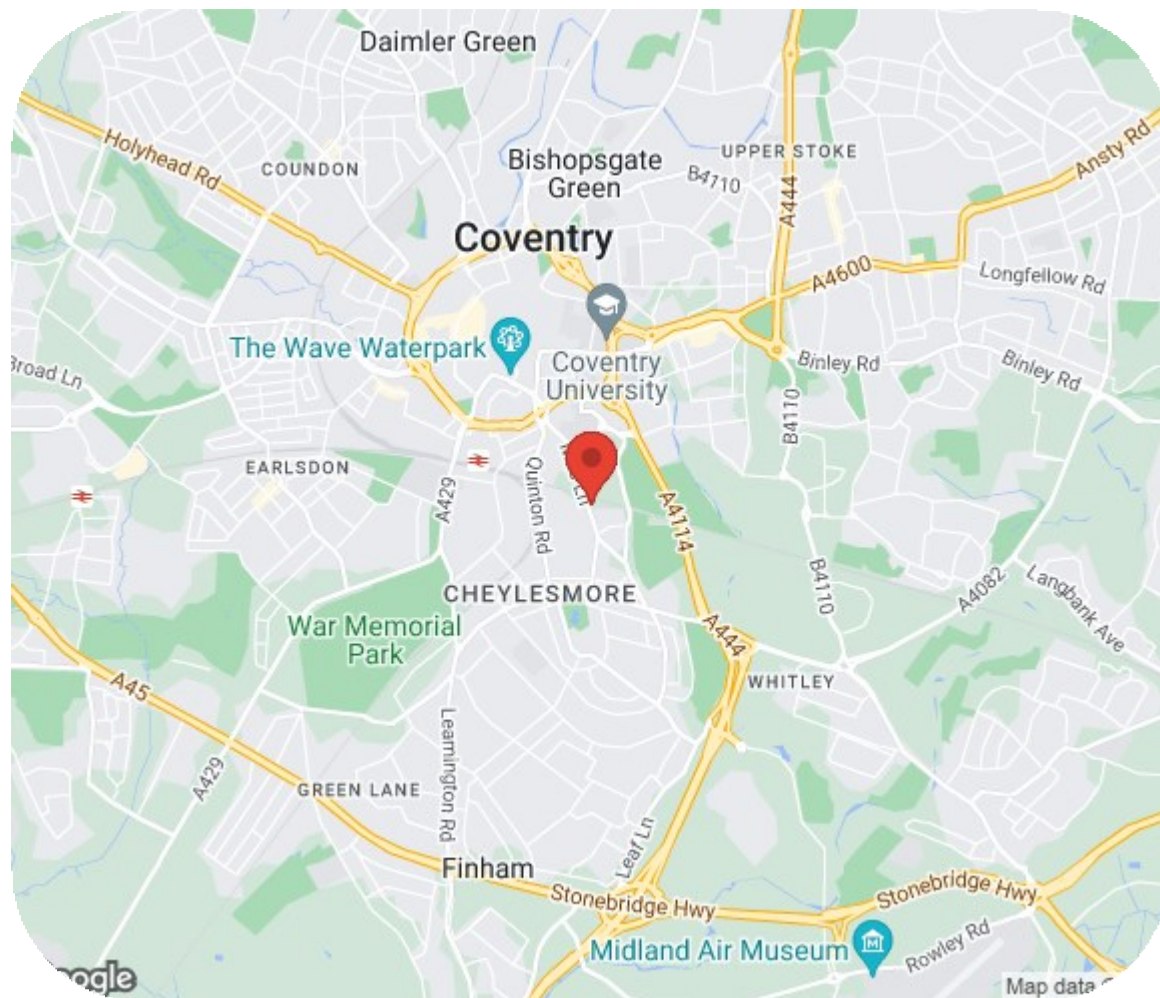 Daimler Green
Holyhead Rd
COUNDON
Bishopsgate
Green
B4110
UPPER STOKE
A444
Ansty Rd
Coventry
A4600
Longfellow Rd
The Wave Waterpark
Coventry
University
Binley Rd
Binley Rd
Broad Ln
B4110
EARLSDON
A429
Quinton Rd
Ln
A4114
CHEYLESMORE
B4110
A4082
Langbank Ave
War Memorial
Park
A444
WHITLEY
A45
A429
Leamington Rd
GREEN LANE
Leaf Ln
Finham
Stonebridge Hwy
Stonebridge Hwy
Midland Air Museum
M
Rowley Rd
Map data ©